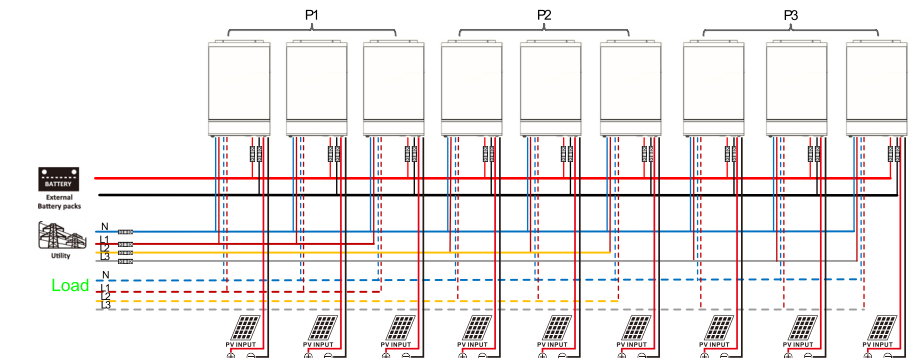 P1 P2 P3
BATTERY
External
Battery packs
N
L1
L2
L3
Utility
N
Load
L1
L2
L3
PV INPUT PV INPUT PV INPUT PV INPUT PV INPUT PV INPUT PV INPUT PV INPUT PV INPUT